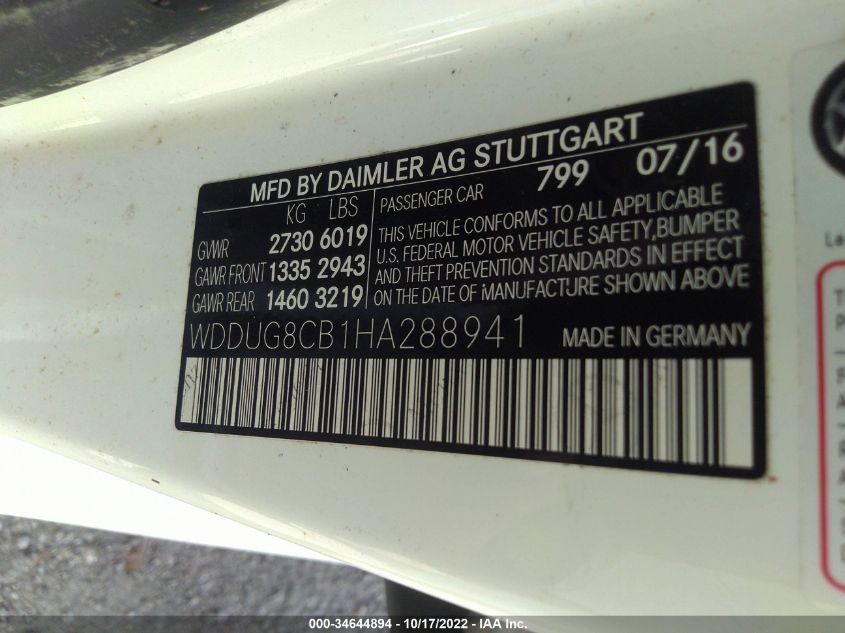 MFD BY DAIMLER AG STUTTGART
KG LBS
GVWR 2730 6019
GAWR FRONT 1335 2943
GAWR REAR 1460 3219
PASSENGER CAR 799 07/16
THIS VEHICLE CONFORMS TO ALL APPLICABLE
U.S. FEDERAL MOTOR VEHICLE SAFETY, BUMPER
AND THEFT PREVENTION STANDARDS IN EFFECT
ON THE DATE OF MANUFACTURE SHOWN ABOVE
WDDUG8CB1HA288941 MADE IN GERMANY
La
000-34644894 - 10/17/2022 - IAA Inc.